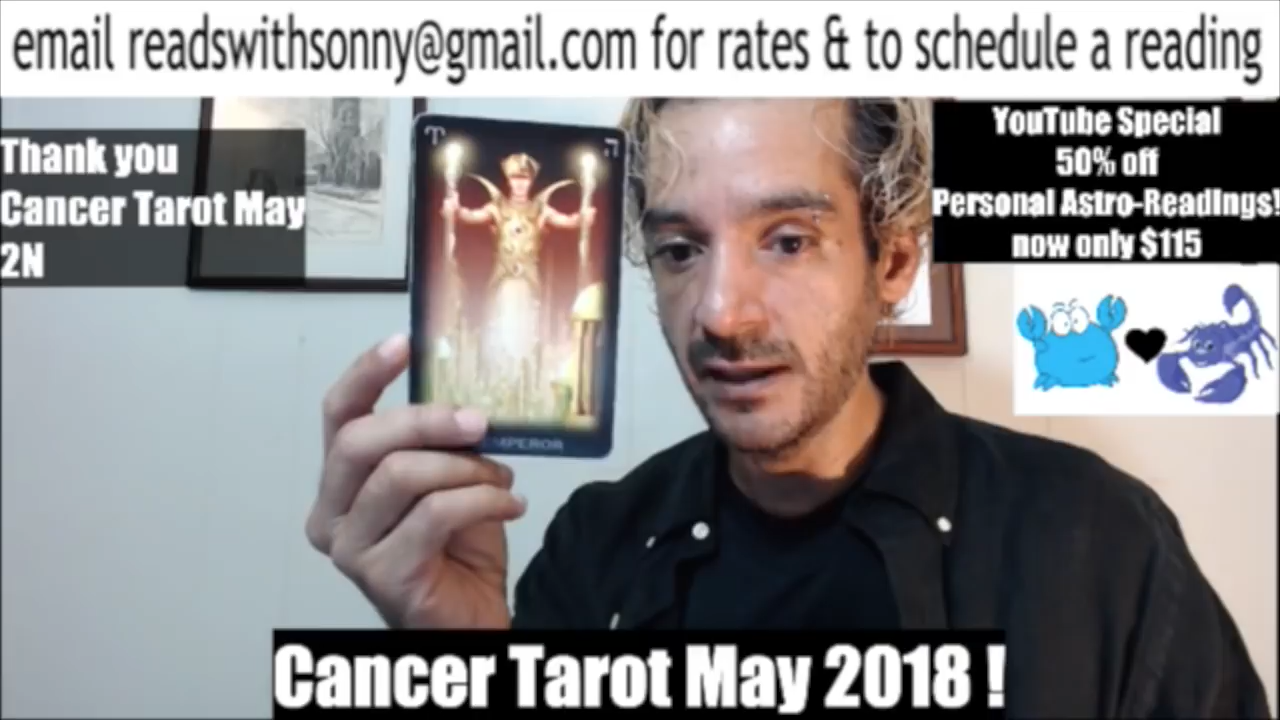 email readswithsonny@gmail.com for rates & to schedule a reading
Thank you
Cancer Tarot May
2N
YouTube Special
50% off
Personal Astro-Readings!
now only $115
♈
ה
EMPEROR
Cancer Tarot May 2018 !